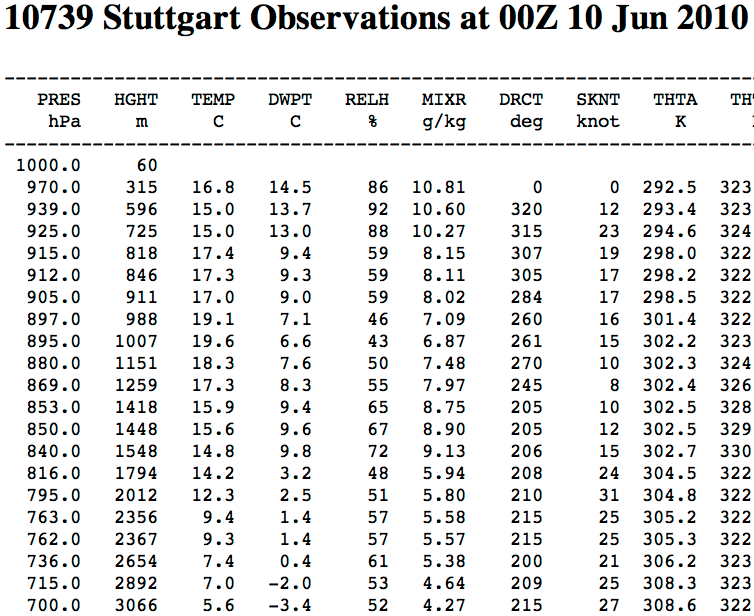 10739 Stuttgart Observations at 00Z 10 Jun 2010
-----------------------------------------------------------------------------
PRES HGHT TEMP DWPT RELH MIXR DRCT SKNT THTA TH
hPa m C C % g/kg deg knot K
-----------------------------------------------------------------------------
1000.0 60
970.0 315 16.8 14.5 86 10.81 0 0 292.5 323
939.0 596 15.0 13.7 92 10.60 320 12 293.4 323
925.0 725 15.0 13.0 88 10.27 315 23 294.6 324
915.0 818 17.4 9.4 59 8.15 307 19 298.0 322
912.0 846 17.3 9.3 59 8.11 305 17 298.2 322
905.0 911 17.0 9.0 59 8.02 284 17 298.5 322
897.0 988 19.1 7.1 46 7.09 260 16 301.4 322
895.0 1007 19.6 6.6 43 6.87 261 15 302.2 323
880.0 1151 18.3 7.6 50 7.48 270 10 302.3 324
869.0 1259 17.3 8.3 55 7.97 245 8 302.4 326
853.0 1418 15.9 9.4 65 8.75 205 10 302.5 328
850.0 1448 15.6 9.6 67 8.90 205 12 302.5 329
840.0 1548 14.8 9.8 72 9.13 206 15 302.7 330
816.0 1794 14.2 3.2 48 5.94 208 24 304.5 322
795.0 2012 12.3 2.5 51 5.80 210 31 304.8 322
763.0 2356 9.4 1.4 57 5.58 215 25 305.2 322
762.0 2367 9.3 1.4 57 5.57 215 25 305.3 322
736.0 2654 7.4 0.4 61 5.38 200 21 306.2 323
715.0 2892 7.0 -2.0 53 4.64 209 25 308.3 323
700.0 3066 5.6 -3.4 52 4.27 215 27 308.6 322